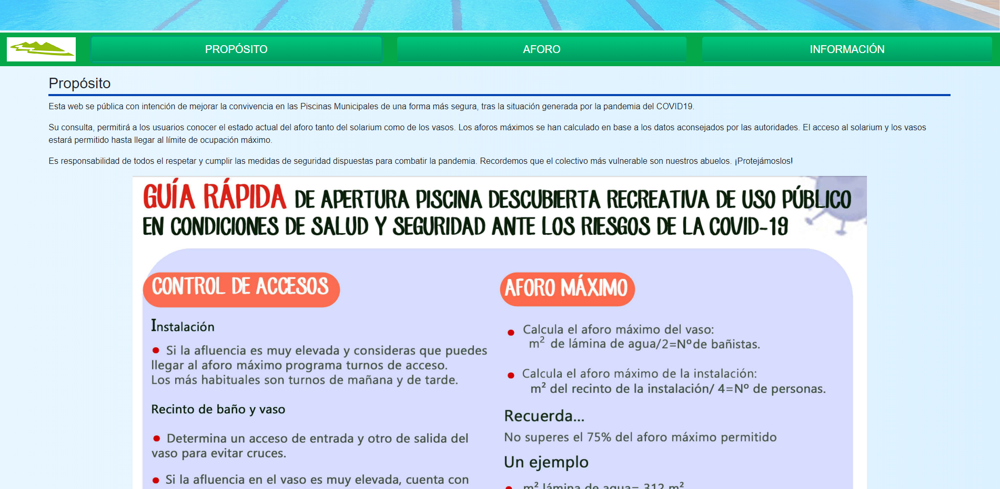 PROPÓSITO
AFORO
INFORMACIÓN
Propósito
Esta web se pública con intención de mejorar la convivencia en las Piscinas Municipales de una forma más segura, tras la situación generada por la pandemia del COVID19.
Su consulta, permitirá a los usuarios conocer el estado actual del aforo tanto del solarium como de los vasos. Los aforos máximos se han calculado en base a los datos aconsejados por las autoridades. El acceso al solarium y los vasos
estará permitido hasta llegar al límite de ocupación máximo.
Es responsabilidad de todos el respetar y cumplir las medidas de seguridad dispuestas para combatir la pandemia. Recordemos que el colectivo más vulnerable son nuestros abuelos. ¡Protejámoslos!
GUÍA RÁPIDA DE APERTURA PISCINA DESCUBIERTA RECREATIVA DE USO PÚBLICO
EN CONDICIONES DE SALUD Y SEGURIDAD ANTE LOS RIESGOS DE LA COVID-19
CONTROL DE ACCESOS
Instalación
• Si la afluencia es muy elevada y consideras que puedes
llegar al aforo máximo programa turnos de acceso.
Los más habituales son turnos de mañana y de tarde.
Recinto de baño y vaso
• Determina un acceso de entrada y otro de salida del
vaso para evitar cruces.
• Si la afluencia en el vaso es muy elevada, cuenta con
AFORO MÁXIMO
• Calcula el aforo máximo del vaso:
m² de lámina de agua/2=Nºde bañistas.
• Calcula el aforo máximo de la instalación:
m² del recinto de la instalación/ 4=Nº de personas.
Recuerda...
No superes el 75% del aforo máximo permitido
Un ejemplo
• m² lámina de agua= 312 m²